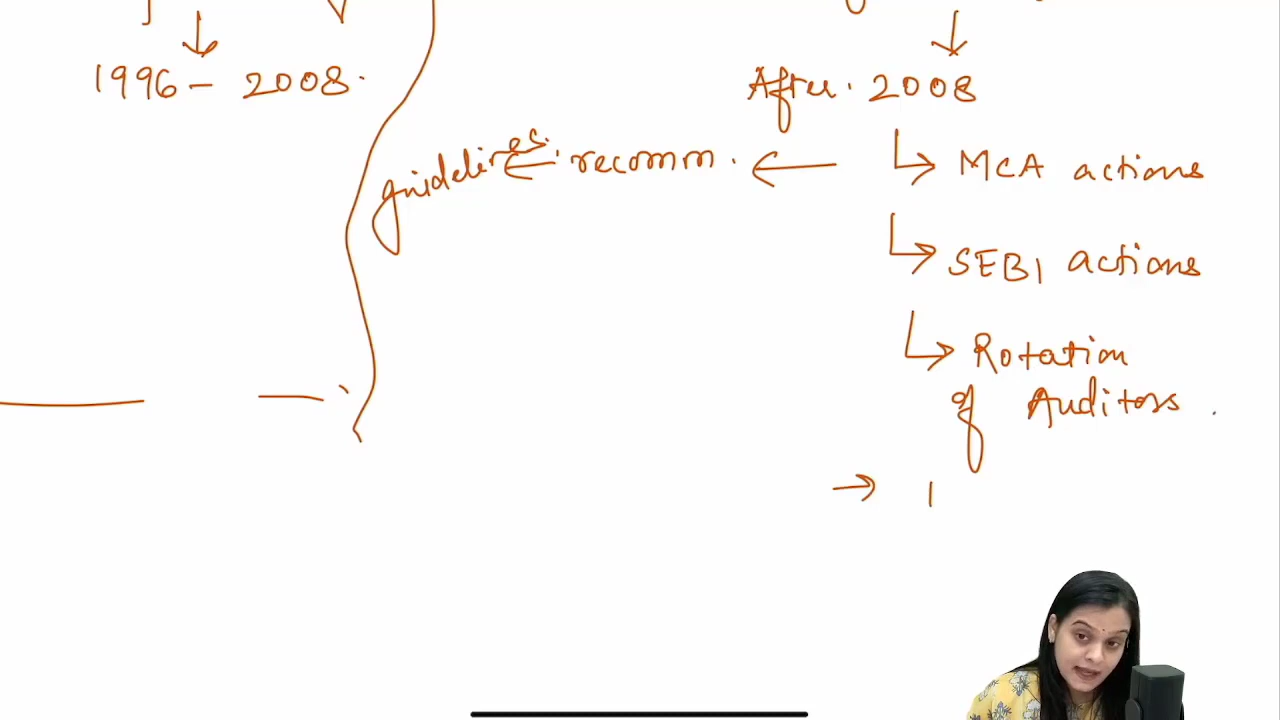 1996 - 2008.
After. 2008
guidelines. ← recomm. ←
↳ MCA actions
↳ SEBI actions
↳ Rotation
of Auditors.
→ I